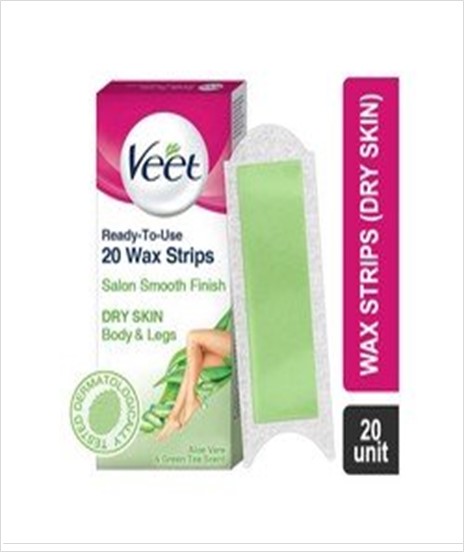 Veet
Ready-To-Use
20 Wax Strips
Salon Smooth Finish
DRY SKIN
Body & Legs
DERMATOLOGICALLY TESTED
Aloe Vera
& Green Tea Scent
WAX STRIPS (DRY SKIN)
20
unit